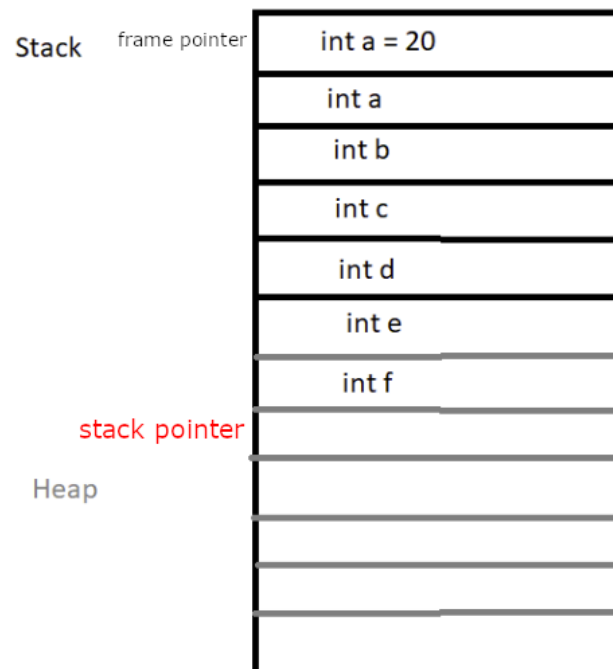 Stack
frame pointer
int a = 20
int a
int b
int c
int d
int e
int f
stack pointer
Heap